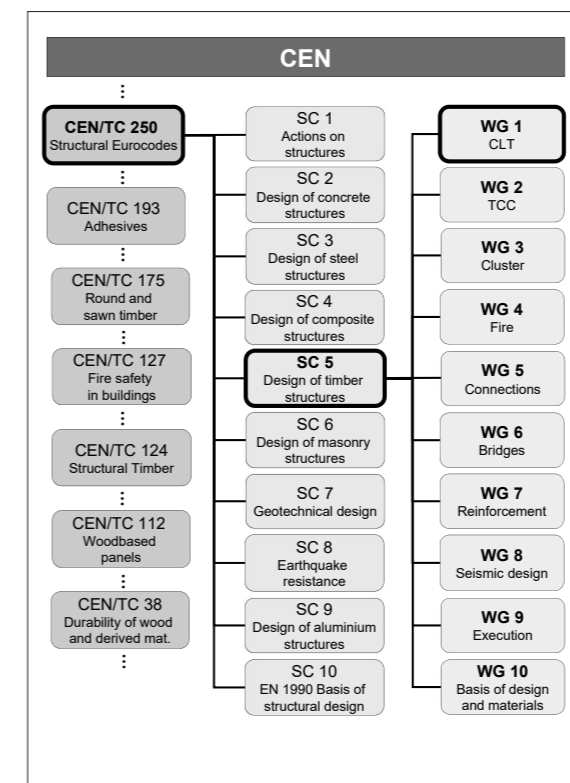 CEN
CEN/TC 250
Structural Eurocodes
CEN/TC 193
Adhesives
CEN/TC 175
Round and
sawn timber
CEN/TC 127
Fire safety
in buildings
CEN/TC 124
Structural Timber
CEN/TC 112
Woodbased
panels
CEN/TC 38
Durability of wood
and derived mat.
SC 1
Actions on
structures
SC 2
Design of concrete
structures
SC 3
Design of steel
structures
SC 4
Design of composite
structures
SC 5
Design of timber
structures
SC 6
Design of masonry
structures
SC 7
Geotechnical design
SC 8
Earthquake
resistance
SC 9
Design of aluminium
structures
SC 10
EN 1990 Basis of
structural design
WG 1
CLT
WG 2
TCC
WG 3
Cluster
WG 4
Fire
WG 5
Connections
WG 6
Bridges
WG 7
Reinforcement
WG 8
Seismic design
WG 9
Execution
WG 10
Basis of design
and materials